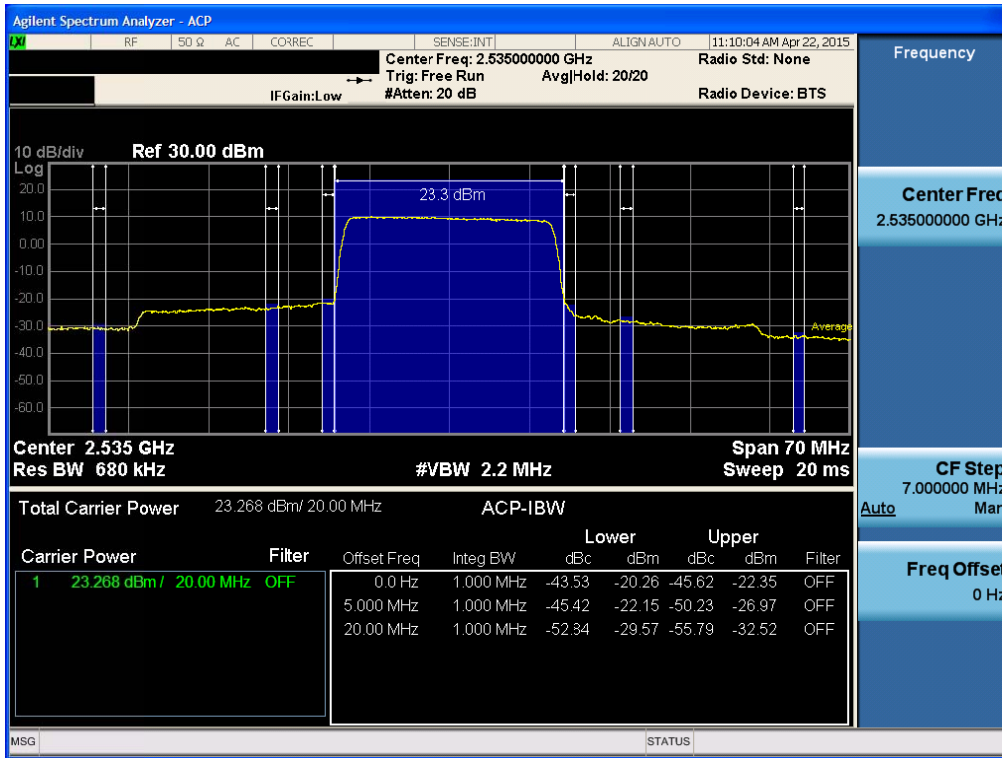 Agilent Spectrum Analyzer - ACP
LXI RF 50 Ω AC CORREC SENSE:INT ALIGN AUTO 11:10:04 AM Apr 22, 2015
Center Freq: 2.535000000 GHz Radio Std: None
Trig: Free Run Avg|Hold: 20/20
IFGain:Low #Atten: 20 dB Radio Device: BTS
Frequency
10 dB/div Ref 30.00 dBm
Log
20.0
10.0
0.00
-10.0
-20.0
-30.0
-40.0
-50.0
-60.0
23.3 dBm
Average
Center Freq
2.535000000 GHz
Center 2.535 GHz Span 70 MHz
Res BW 680 kHz #VBW 2.2 MHz Sweep 20 ms
CF Step
7.000000 MHz
Auto Man
Total Carrier Power 23.268 dBm/ 20.00 MHz ACP-IBW
Lower Upper
Carrier Power Filter Offset Freq Integ BW dBc dBm dBc dBm Filter
1 23.268 dBm / 20.00 MHz OFF 0.0 Hz 1.000 MHz -43.53 -20.26 -45.62 -22.35 OFF
5.000 MHz 1.000 MHz -45.42 -22.15 -50.23 -26.97 OFF
20.00 MHz 1.000 MHz -52.84 -29.57 -55.79 -32.52 OFF
Freq Offset
0 Hz
MSG STATUS